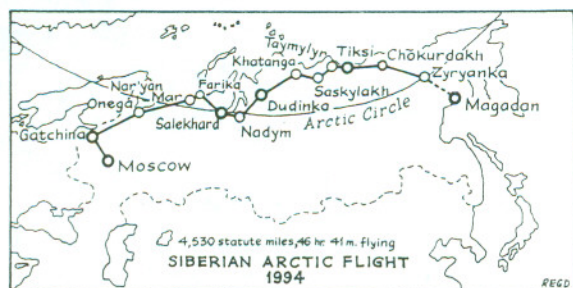 Taymylyn
Tiksi
Chokurdakh
Khatanga
Zyryanka
Nar'yan
Mar
Farika
Saskylakh
Onega
Dudinka
Magadan
Gatchina
Salekhard
Nadym
Arctic Circle
Moscow
4,530 statute miles, 46 hr. 41 m. flying
SIBERIAN ARCTIC FLIGHT
1994
REGD